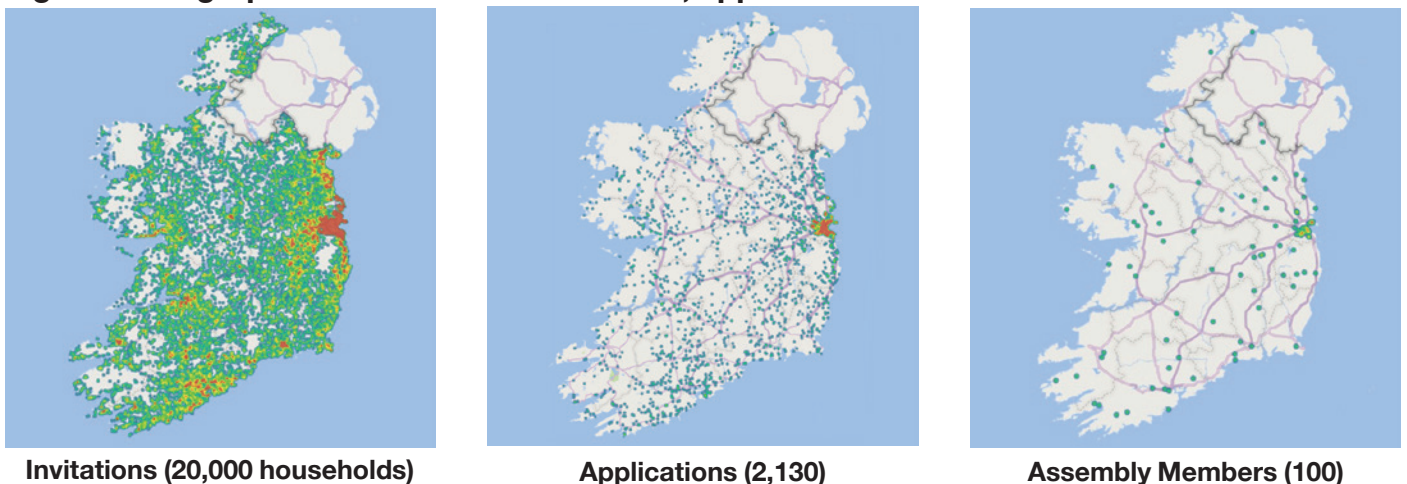 Invitations (20,000 households)
Applications (2,130)
Assembly Members (100)